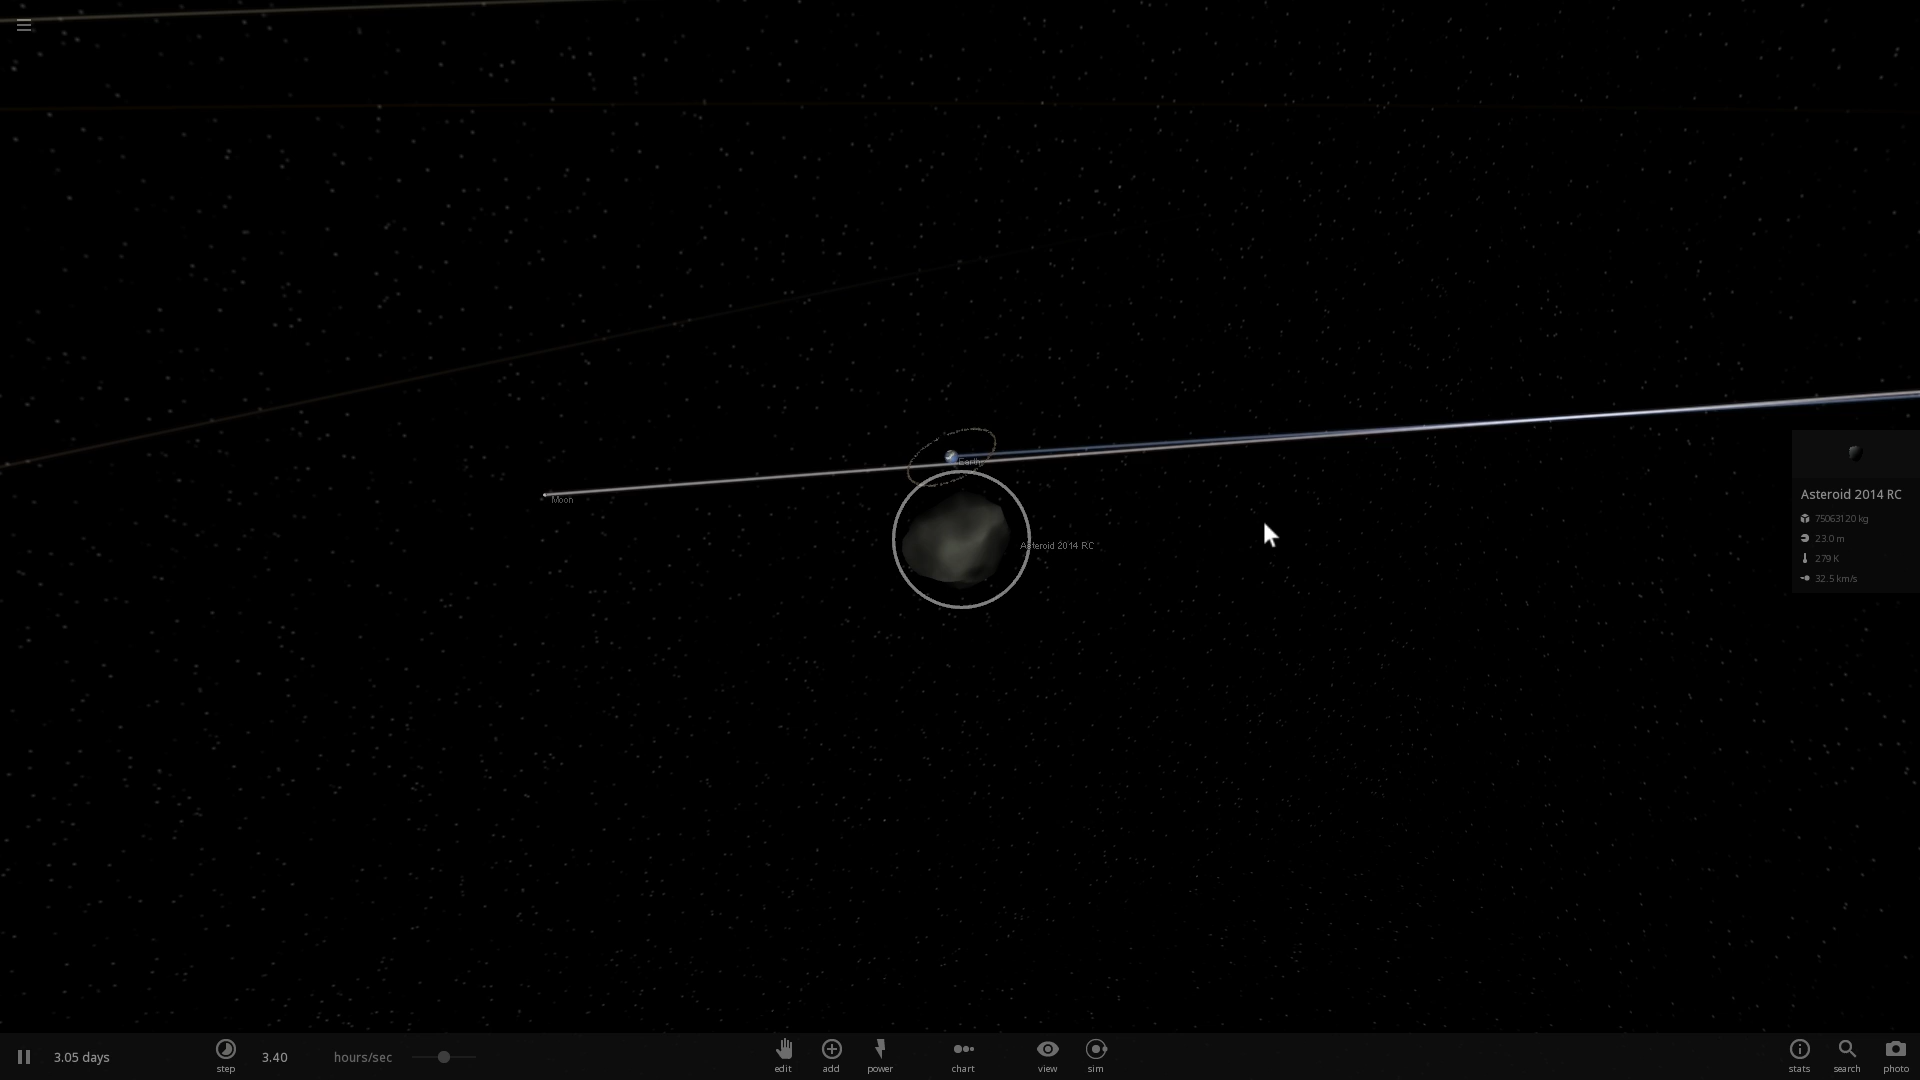 Earth
Moon
Asteroid 2014 RC
Asteroid 2014 RC
75063120 kg
23.0 m
279 K
32.5 km/s
3.05 days
step
3.40
hours/sec
edit
add
power
chart
view
sim
stats
search
photo